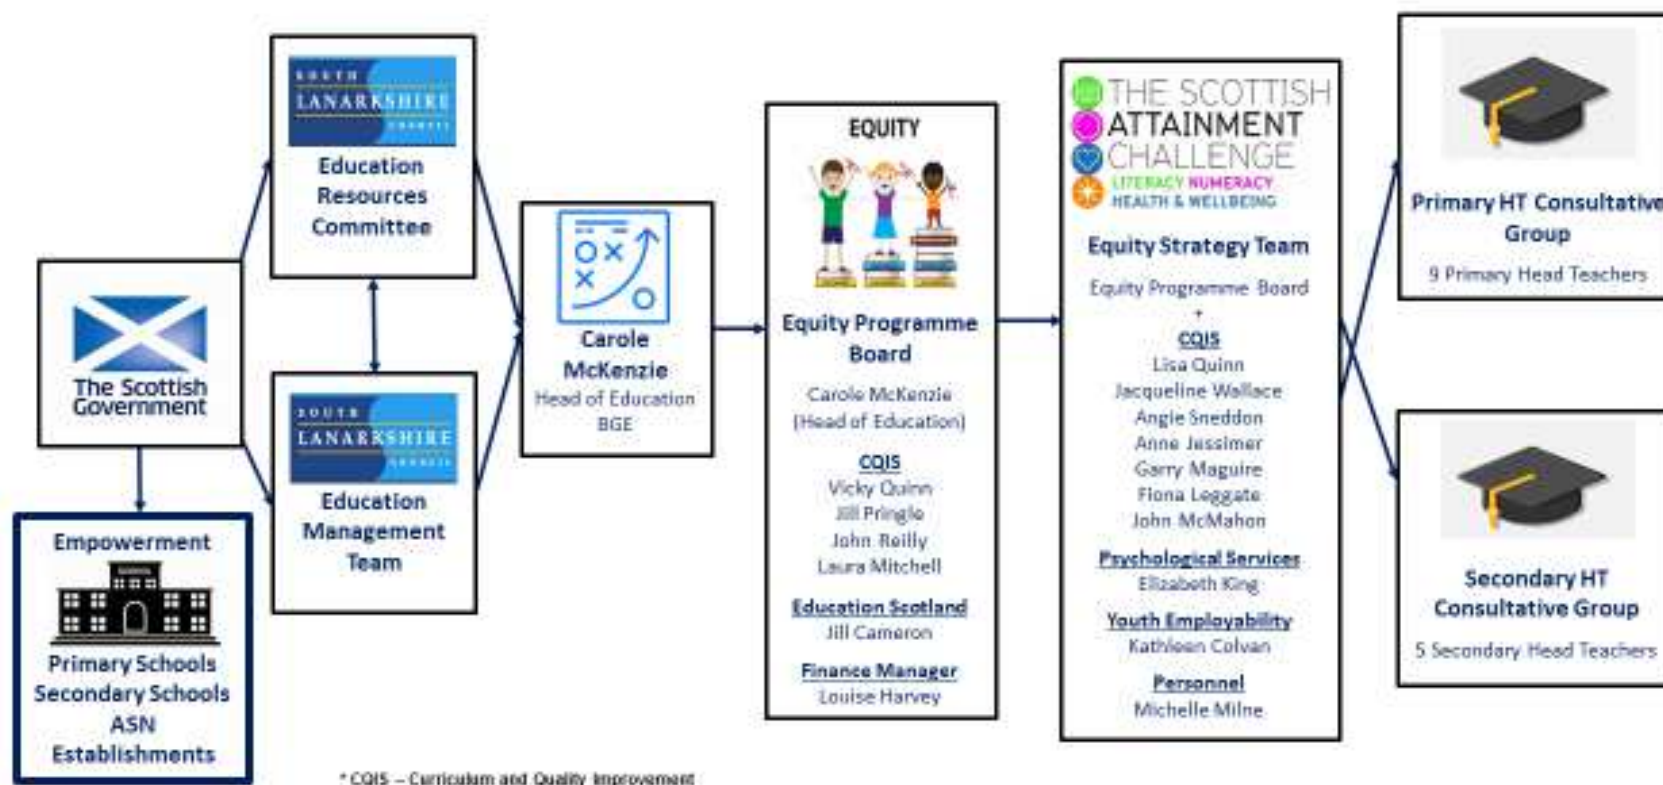 The Scottish
Government
Empowerment
Primary Schools
Secondary Schools
ASN
Establishments
SOUTH
LANARKSHIRE
COUNCIL
Education
Resources
Committee
SOUTH
LANARKSHIRE
COUNCIL
Education
Management
Team
Carole
McKenzie
Head of Education
BGE
EQUITY
Equity Programme
Board
Carole McKenzie
(Head of Education)
CQIS
Vicky Quinn
Jill Pringle
John Reilly
Laura Mitchell
Education Scotland
Jill Cameron
Finance Manager
Louise Harvey
THE SCOTTISH
ATTAINMENT
CHALLENGE
LITERACY NUMERACY
HEALTH & WELLBEING
Equity Strategy Team
Equity Programme Board
+
CQIS
Lisa Quinn
Jacqueline Wallace
Angie Sneddon
Anne Jessimer
Garry Maguire
Fiona Leggate
John McMahon
Psychological Services
Elizabeth King
Youth Employability
Kathleen Colvan
Personnel
Michelle Milne
Primary HT Consultative
Group
9 Primary Head Teachers
Secondary HT
Consultative Group
5 Secondary Head Teachers
* CQIS – Curriculum and Quality Improvement